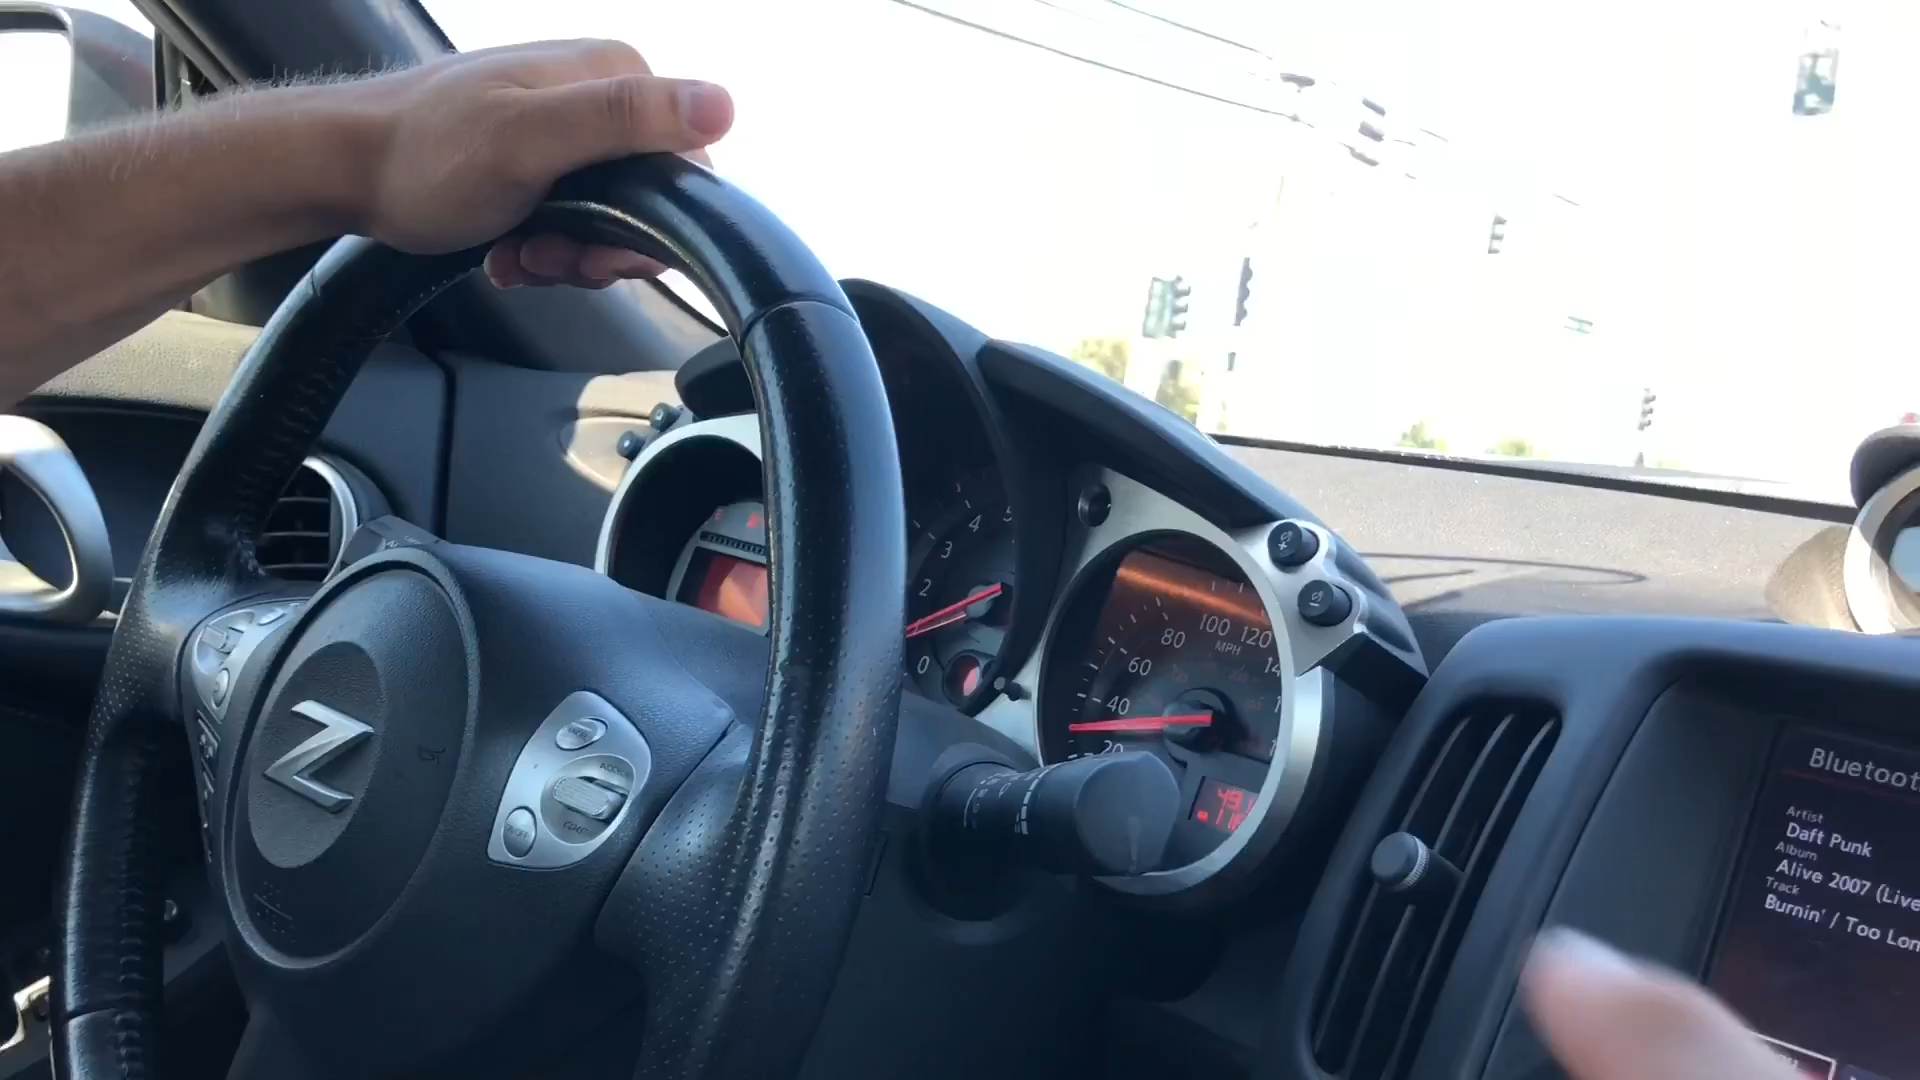 Z
0
2
3
4
5
20
40
60
80
100
120
MPH
Bluetoot
Artist
Daft Punk
Album
Alive 2007 (Live
Track
Burnin' / Too Lon